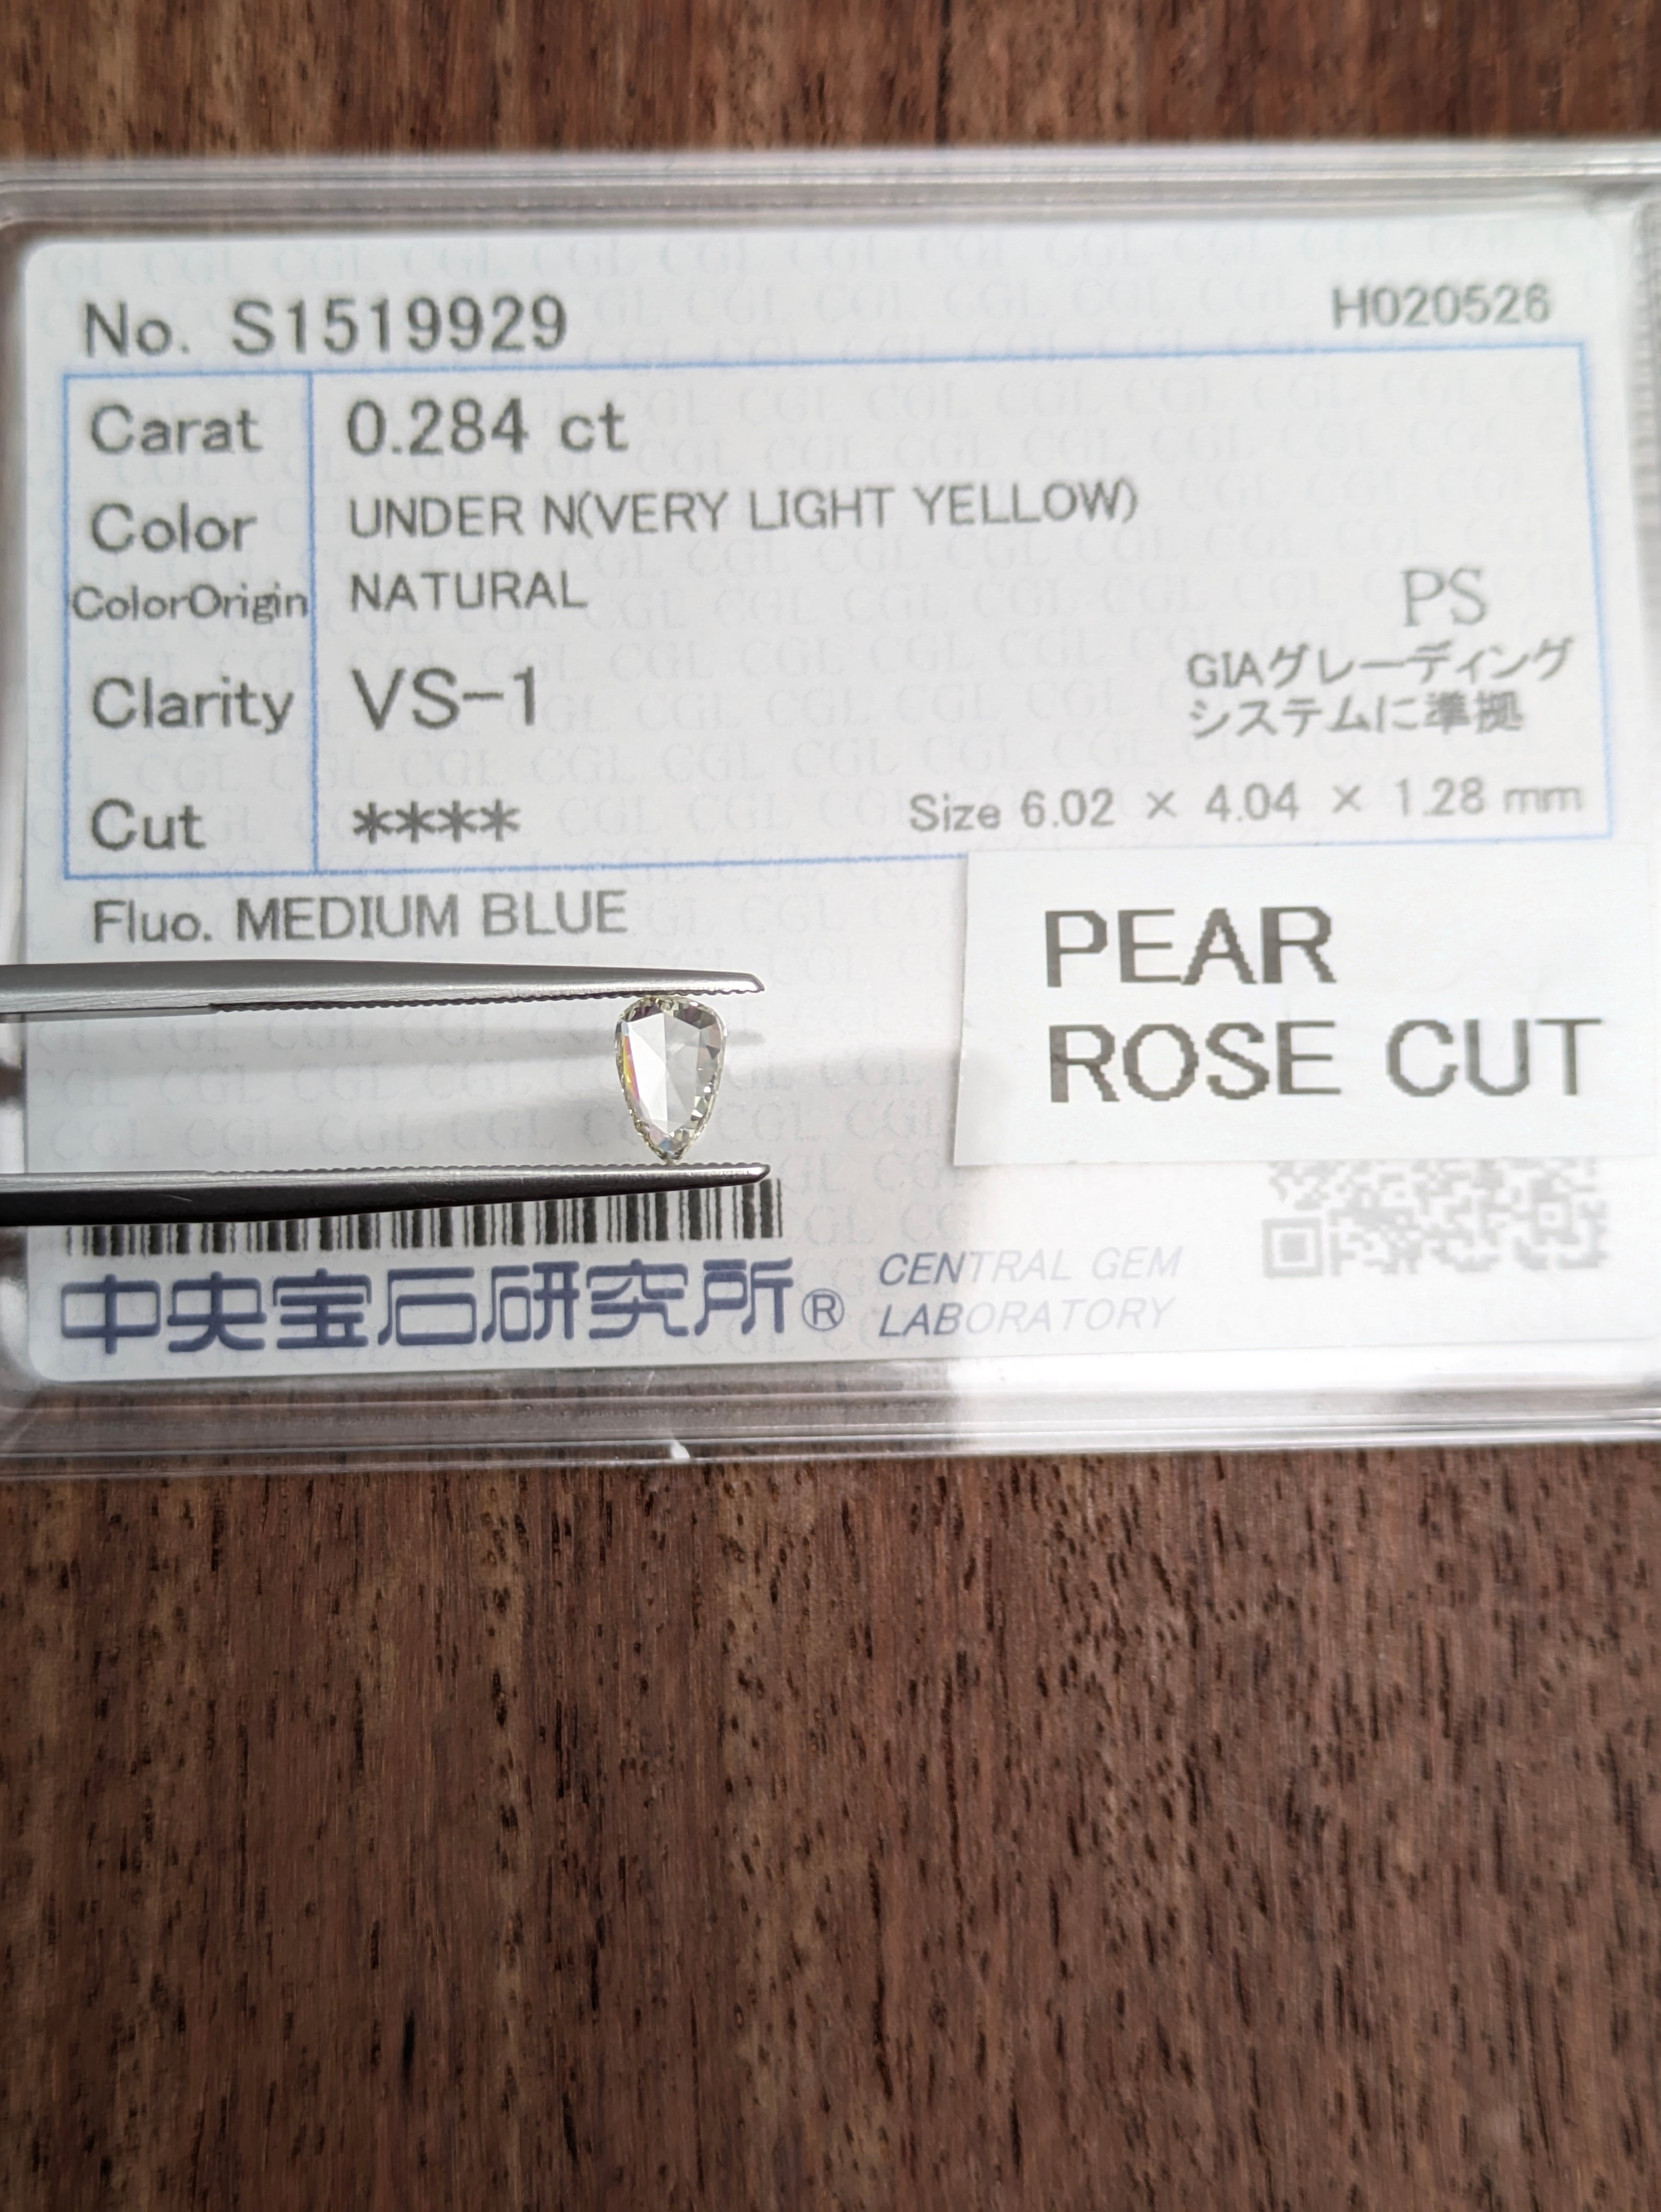 No. S1519929
H020526
Carat 0.284 ct
Color UNDER N(VERY LIGHT YELLOW)
ColorOrigin NATURAL
PS
Clarity VS-1
GIAグレーディング
システムに準拠
Cut ****
Size 6.02 × 4.04 × 1.28 mm
Fluo. MEDIUM BLUE
PEAR
ROSE CUT
中央宝石研究所®
CENTRAL GEM
LABORATORY